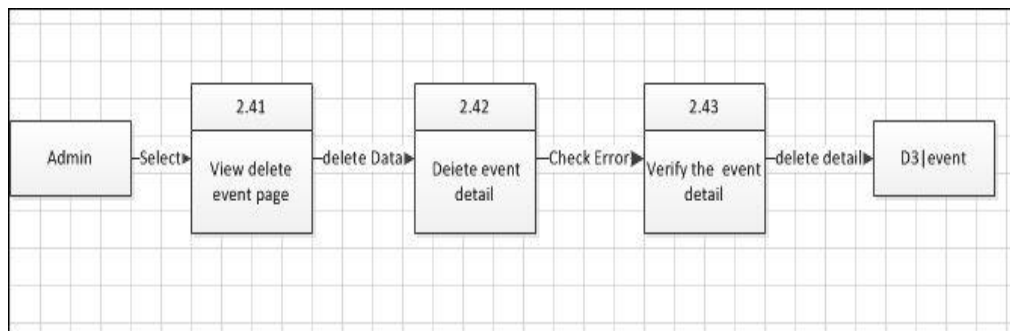 2.41
2.42
2.43
Admin
Select
View delete
event page
delete Data
Delete event
detail
Check Error
Verify the event
detail
delete detail
D3|event